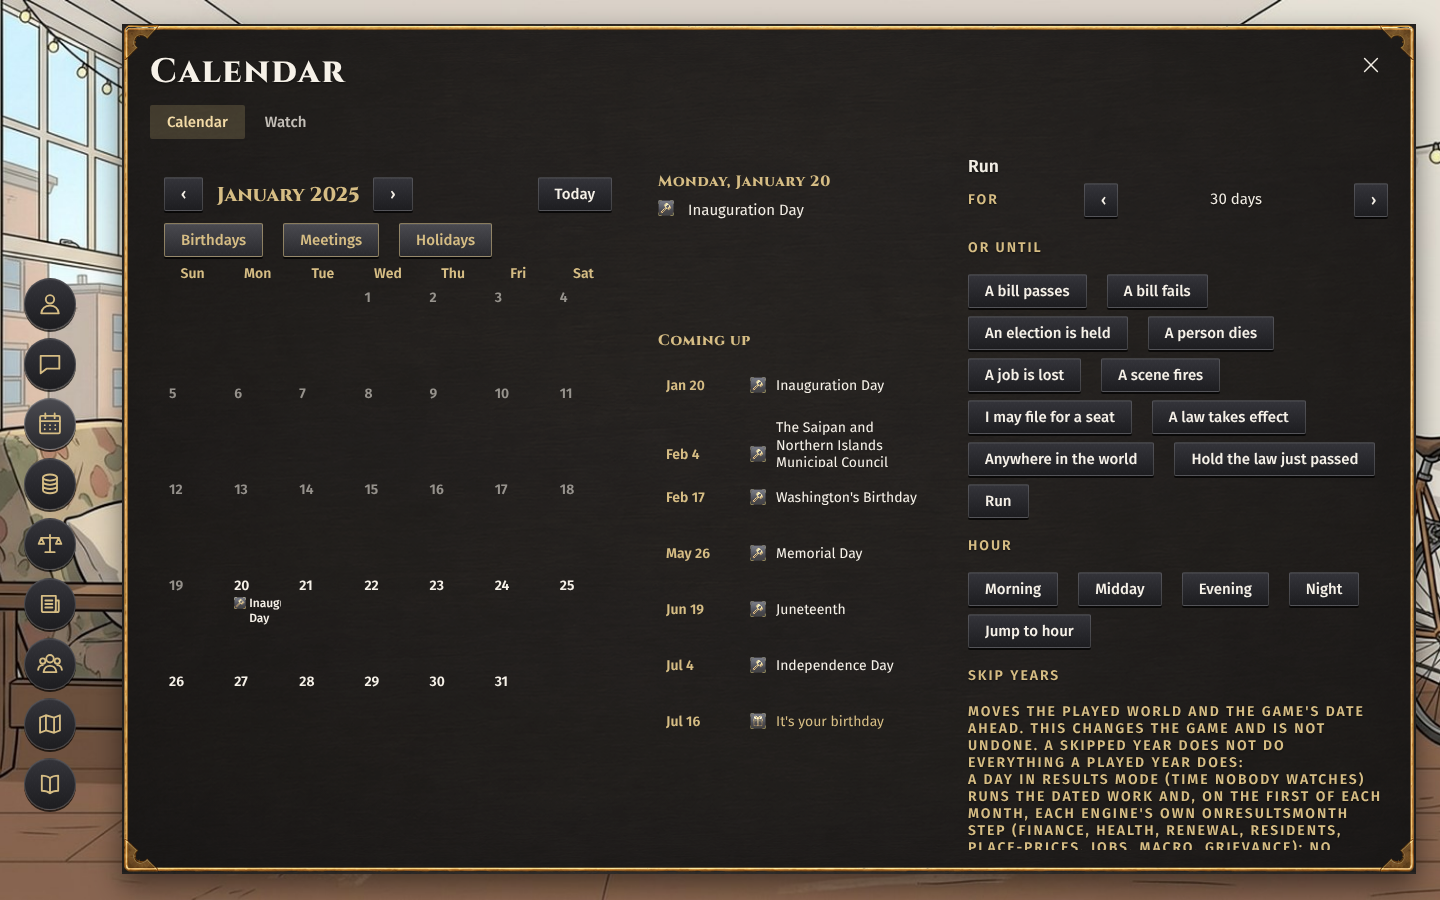 Calendar
Calendar
Watch
‹ January 2025 › Today
Birthdays Meetings Holidays
Sun Mon Tue Wed Thu Fri Sat
1 2 3 4
5 6 7 8 9 10 11
12 13 14 15 16 17 18
19 20 21 22 23 24 25
Inaug
Day
26 27 28 29 30 31
Monday, January 20
Inauguration Day
Coming up
Jan 20 Inauguration Day
The Saipan and
Feb 4 Northern Islands
Municipal Council
Feb 17 Washington's Birthday
May 26 Memorial Day
Jun 19 Juneteenth
Jul 4 Independence Day
Jul 16 It's your birthday
Run
FOR ‹ 30 days ›
OR UNTIL
A bill passes A bill fails
An election is held A person dies
A job is lost A scene fires
I may file for a seat A law takes effect
Anywhere in the world Hold the law just passed
Run
HOUR
Morning Midday Evening Night
Jump to hour
SKIP YEARS
MOVES THE PLAYED WORLD AND THE GAME'S DATE
AHEAD. THIS CHANGES THE GAME AND IS NOT
UNDONE. A SKIPPED YEAR DOES NOT DO
EVERYTHING A PLAYED YEAR DOES:
A DAY IN RESULTS MODE (TIME NOBODY WATCHES)
RUNS THE DATED WORK AND, ON THE FIRST OF EACH
MONTH, EACH ENGINE'S OWN ONRESULTSMONTH
STEP (FINANCE, HEALTH, RENEWAL, RESIDENTS,
PLACE-PRICES, JOBS, MACRO, GRIEVANCE): NO